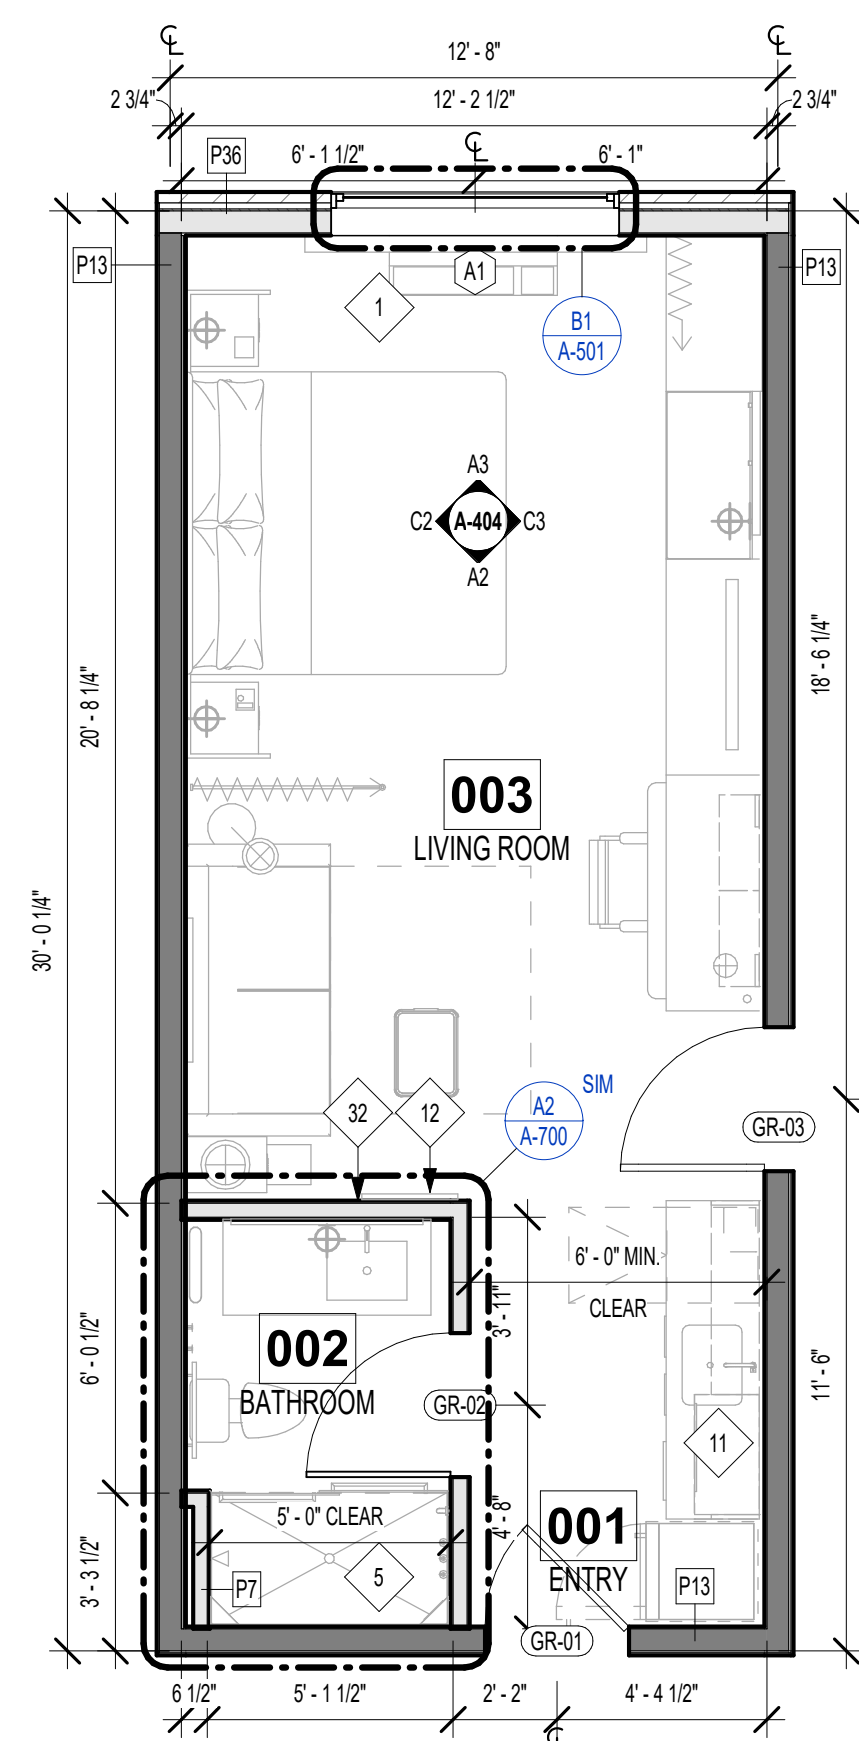 ℄ ℄
12' - 8"
2 3/4" 12' - 2 1/2" 2 3/4"
P36 6' - 1 1/2" ℄ 6' - 1"
P13 A1 P13
1
B1
A-501
A3
C2 A-404 C3
A2
18' - 6 1/4"
20' - 8 1/4"
003
LIVING ROOM
30' - 0 1/4"
SIM
32 12 A2
A-700
GR-03
6' - 0" MIN.
CLEAR
3' - 11"
002
BATHROOM
6' - 0 1/2"
11' - 6"
GR-02
11
4' - 8"
5' - 0" CLEAR
001
ENTRY
3' - 3 1/2"
P7 5 P13
GR-01
6 1/2" 5' - 1 1/2" 2' - 2" 4' - 4 1/2"
℄